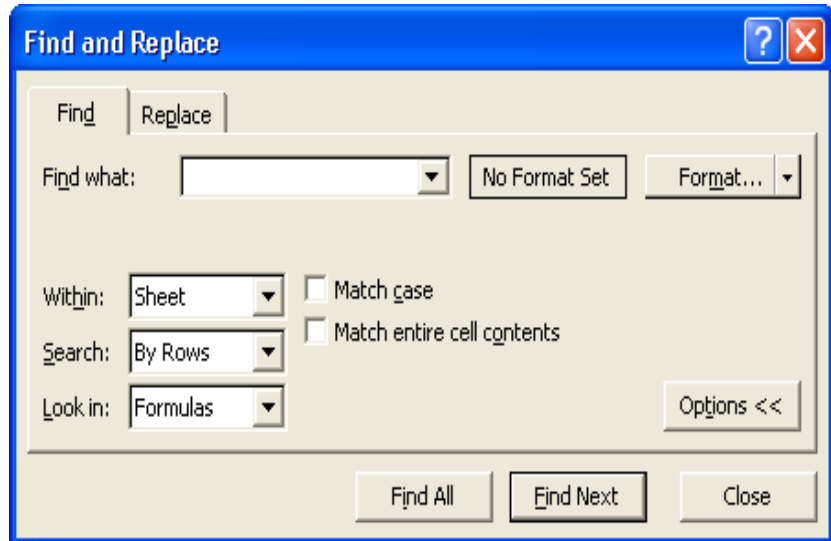 Find and Replace
Find Replace
Find what: No Format Set Format...
Within: Sheet Match case
Match entire cell contents
Search: By Rows
Look in: Formulas
Options <<
Find All Find Next Close